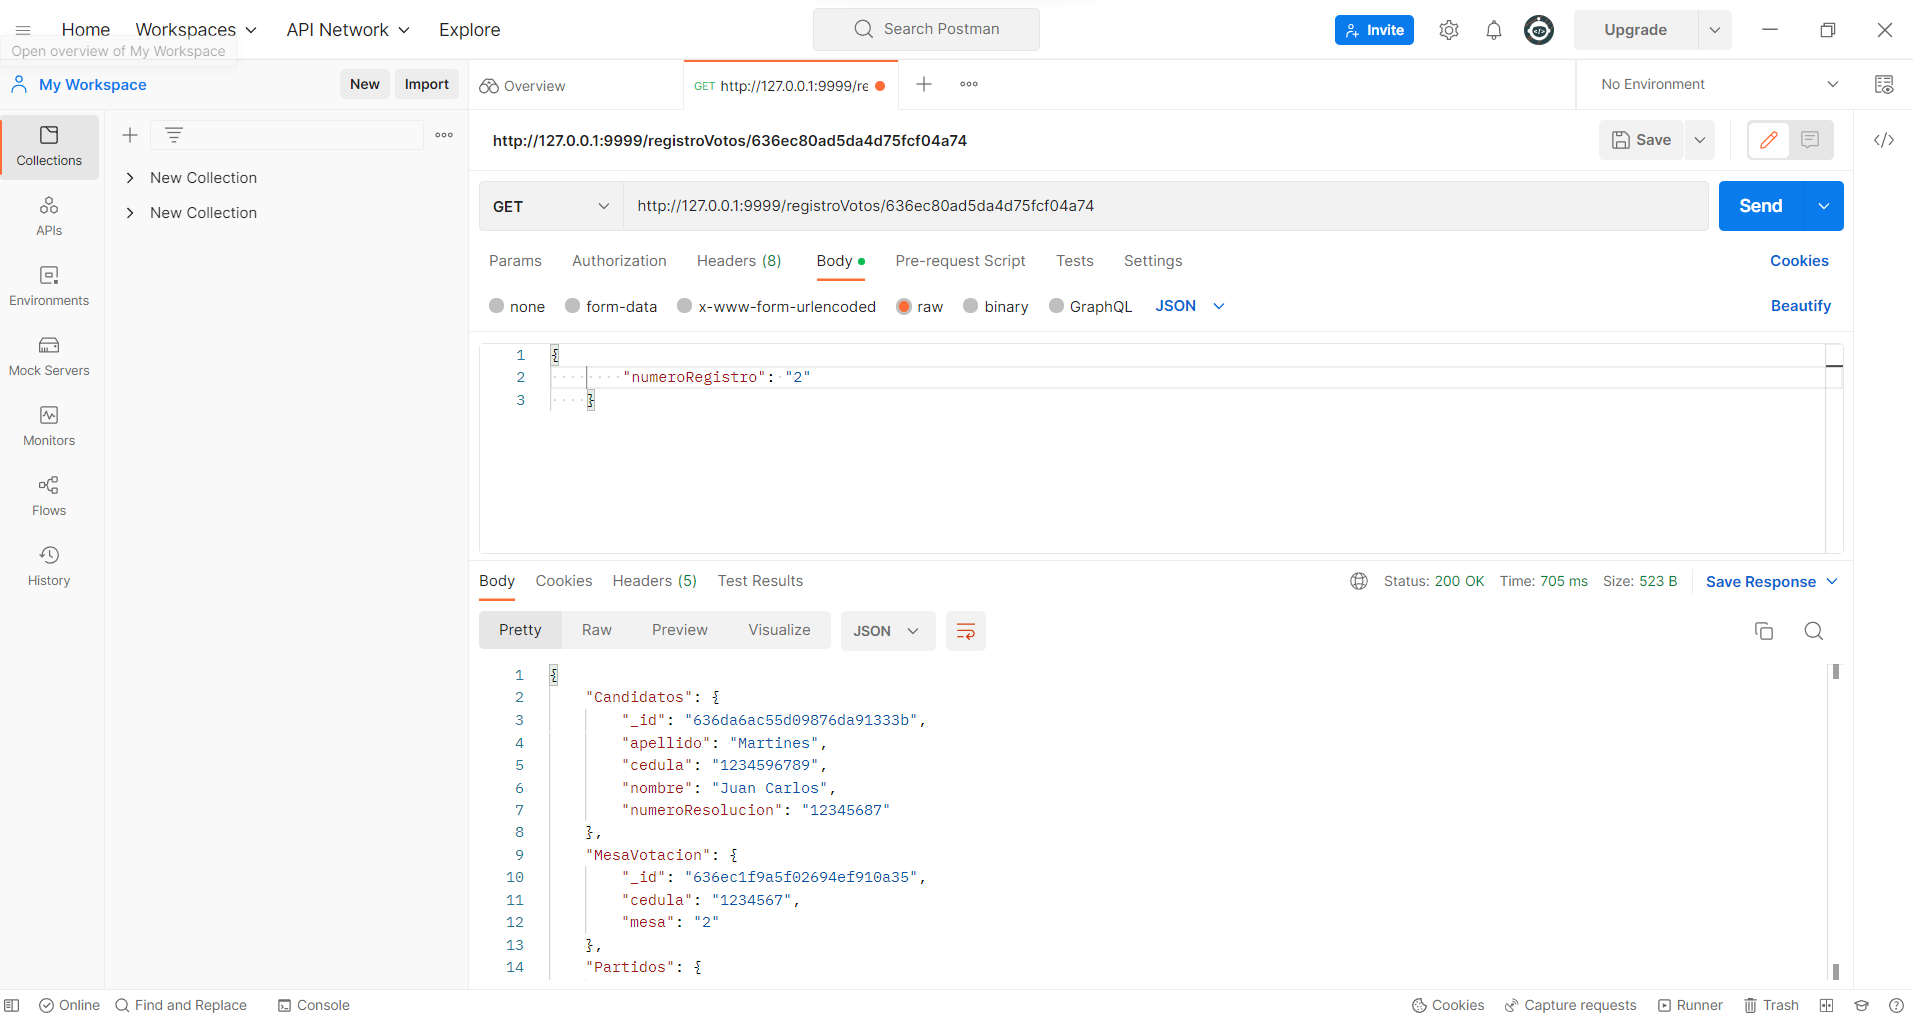 Home Workspaces API Network Explore Search Postman Invite Upgrade
Open overview of My Workspace
My Workspace New Import Overview GET http://127.0.0.1:9999/re No Environment
Collections
APIs
Environments
Mock Servers
Monitors
Flows
History
New Collection
New Collection
http://127.0.0.1:9999/registroVotos/636ec80ad5da4d75fcf04a74 Save
GET http://127.0.0.1:9999/registroVotos/636ec80ad5da4d75fcf04a74 Send
Params Authorization Headers (8) Body Pre-request Script Tests Settings Cookies
none form-data x-www-form-urlencoded raw binary GraphQL JSON Beautify
1 {
2 "numeroRegistro": "2"
3 }
Body Cookies Headers (5) Test Results Status: 200 OK Time: 705 ms Size: 523 B Save Response
Pretty Raw Preview Visualize JSON
1 {
2 "Candidatos": {
3 "_id": "636da6ac55d09876da91333b",
4 "apellido": "Martines",
5 "cedula": "1234596789",
6 "nombre": "Juan Carlos",
7 "numeroResolucion": "12345687"
8 },
9 "MesaVotacion": {
10 "_id": "636ec1f9a5f02694ef910a35",
11 "cedula": "1234567",
12 "mesa": "2"
13 },
14 "Partidos": {
Online Find and Replace Console Cookies Capture requests Runner Trash